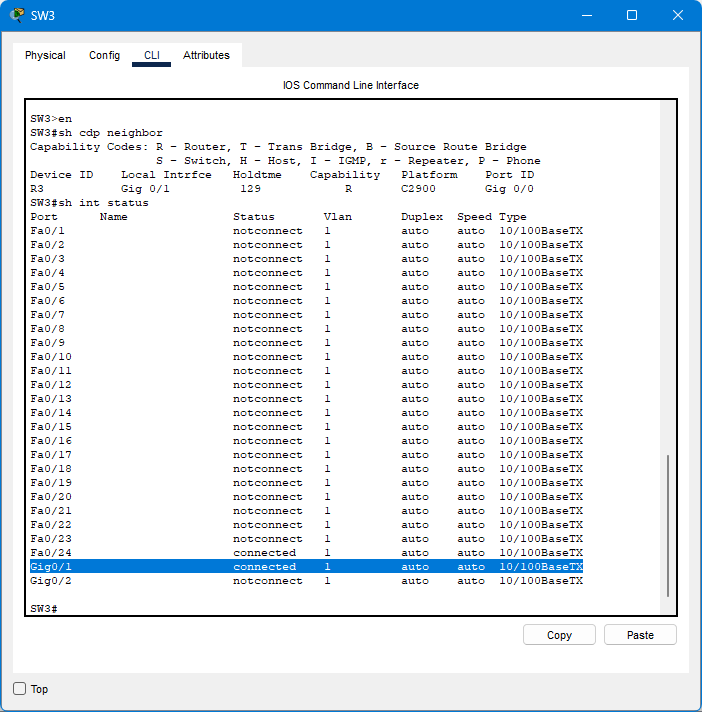 SW3
Physical Config CLI Attributes
IOS Command Line Interface
SW3>en
SW3#sh cdp neighbor
Capability Codes: R - Router, T - Trans Bridge, B - Source Route Bridge
S - Switch, H - Host, I - IGMP, r - Repeater, P - Phone
Device ID Local Intrfce Holdtme Capability Platform Port ID
R3 Gig 0/1 129 R C2900 Gig 0/0
SW3#sh int status
Port Name Status Vlan Duplex Speed Type
Fa0/1 notconnect 1 auto auto 10/100BaseTX
Fa0/2 notconnect 1 auto auto 10/100BaseTX
Fa0/3 notconnect 1 auto auto 10/100BaseTX
Fa0/4 notconnect 1 auto auto 10/100BaseTX
Fa0/5 notconnect 1 auto auto 10/100BaseTX
Fa0/6 notconnect 1 auto auto 10/100BaseTX
Fa0/7 notconnect 1 auto auto 10/100BaseTX
Fa0/8 notconnect 1 auto auto 10/100BaseTX
Fa0/9 notconnect 1 auto auto 10/100BaseTX
Fa0/10 notconnect 1 auto auto 10/100BaseTX
Fa0/11 notconnect 1 auto auto 10/100BaseTX
Fa0/12 notconnect 1 auto auto 10/100BaseTX
Fa0/13 notconnect 1 auto auto 10/100BaseTX
Fa0/14 notconnect 1 auto auto 10/100BaseTX
Fa0/15 notconnect 1 auto auto 10/100BaseTX
Fa0/16 notconnect 1 auto auto 10/100BaseTX
Fa0/17 notconnect 1 auto auto 10/100BaseTX
Fa0/18 notconnect 1 auto auto 10/100BaseTX
Fa0/19 notconnect 1 auto auto 10/100BaseTX
Fa0/20 notconnect 1 auto auto 10/100BaseTX
Fa0/21 notconnect 1 auto auto 10/100BaseTX
Fa0/22 notconnect 1 auto auto 10/100BaseTX
Fa0/23 notconnect 1 auto auto 10/100BaseTX
Fa0/24 connected 1 auto auto 10/100BaseTX
Gig0/1 connected 1 auto auto 10/100BaseTX
Gig0/2 notconnect 1 auto auto 10/100BaseTX
SW3#
Copy Paste
Top